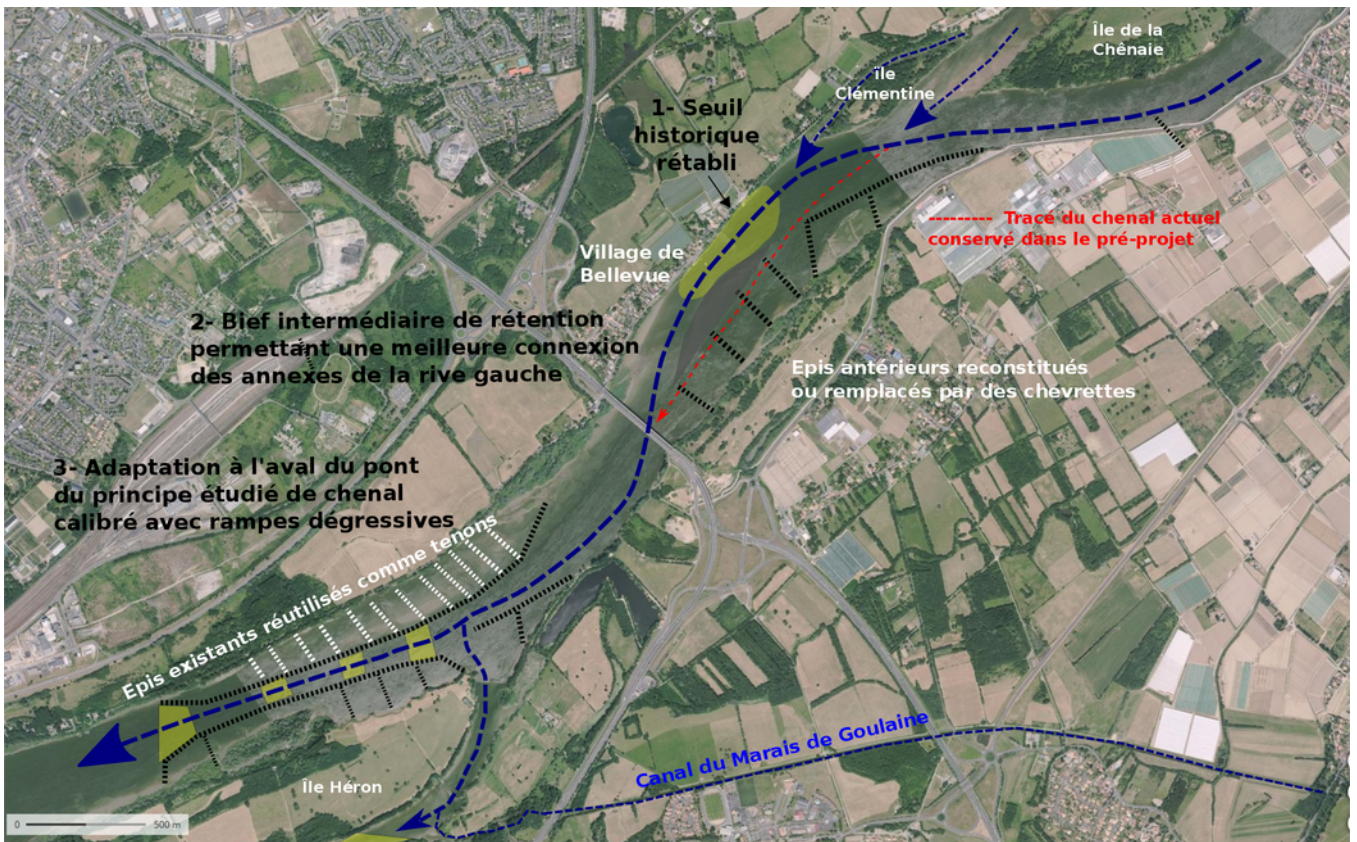 Île de la
Chênaie
Île
Clémentine
1- Seuil
historique
rétabli
Tracé du chenal actuel
conservé dans le pré-projet
Village de
Bellevue
2- Bief intermédiaire de rétention
permettant une meilleure connexion
des annexes de la rive gauche
Epis antérieurs reconstitués
ou remplacés par des chevrettes
3- Adaptation à l'aval du pont
du principe étudié de chenal
calibré avec rampes dégressives
Epis existants réutilisés comme tenons
Canal du Marais de Goulaine
Île Héron
0 500 m